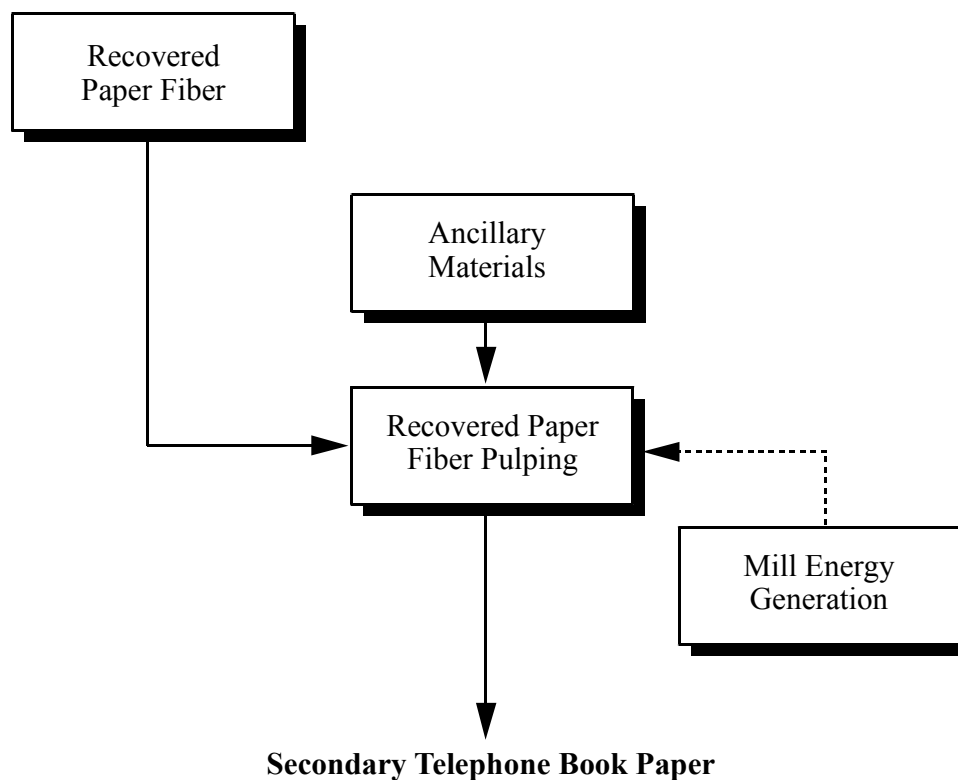 Recovered
Paper Fiber
Ancillary
Materials
Recovered Paper
Fiber Pulping
Mill Energy
Generation
Secondary Telephone Book Paper